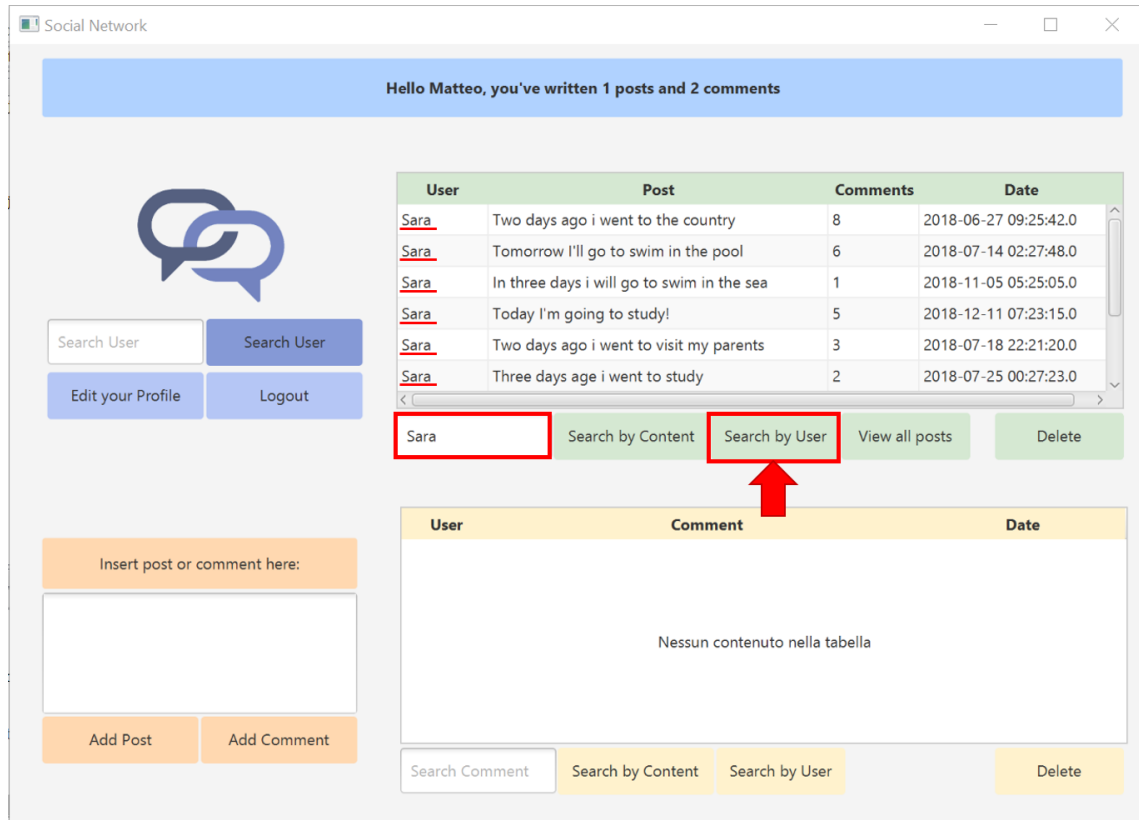 Social Network
Hello Matteo, you've written 1 posts and 2 comments
User Post Comments Date
Sara Two days ago i went to the country 8 2018-06-27 09:25:42.0
Sara Tomorrow I'll go to swim in the pool 6 2018-07-14 02:27:48.0
Sara In three days i will go to swim in the sea 1 2018-11-05 05:25:05.0
Sara Today I'm going to study! 5 2018-12-11 07:23:15.0
Sara Two days ago i went to visit my parents 3 2018-07-18 22:21:20.0
Sara Three days age i went to study 2 2018-07-25 00:27:23.0
Search User Search User
Edit your Profile Logout
Sara Search by Content Search by User View all posts Delete
User Comment Date
Nessun contenuto nella tabella
Insert post or comment here:
Add Post Add Comment
Search Comment Search by Content Search by User Delete